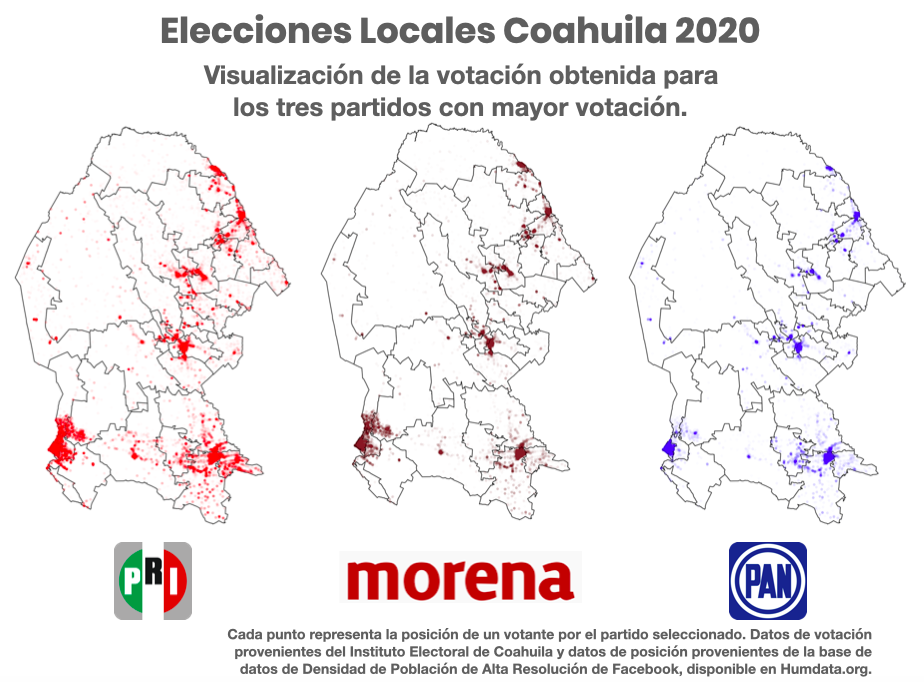 Elecciones Locales Coahuila 2020
Visualización de la votación obtenida para
los tres partidos con mayor votación.
PRI
morena
PAN
Cada punto representa la posición de un votante por el partido seleccionado. Datos de votación
provenientes del Instituto Electoral de Coahuila y datos de posición provenientes de la base de
datos de Densidad de Población de Alta Resolución de Facebook, disponible en Humdata.org.